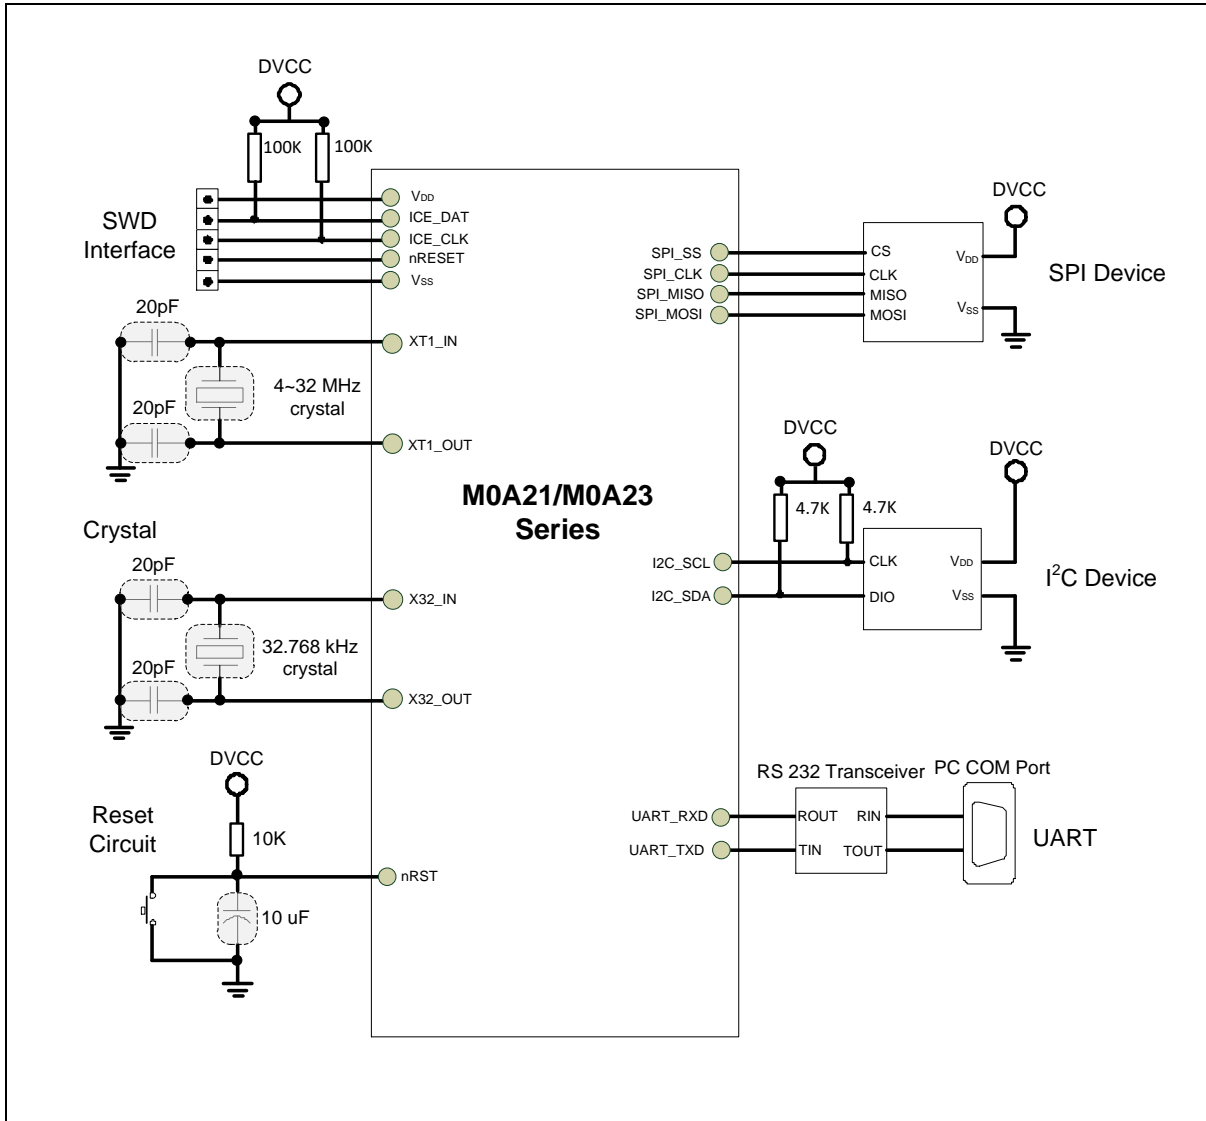 DVCC
100K
100K
SWD
Interface
VDD
ICE_DAT
ICE_CLK
nRESET
VSS
20pF
XT1_IN
4~32 MHz
crystal
20pF
XT1_OUT
Crystal
20pF
X32_IN
32.768 kHz
crystal
20pF
X32_OUT
DVCC
Reset
Circuit
10K
nRST
10 uF
M0A21/M0A23
Series
DVCC
SPI_SS
SPI_CLK
SPI_MISO
SPI_MOSI
CS
CLK
MISO
MOSI
VDD
VSS
SPI Device
DVCC
DVCC
4.7K
4.7K
I2C_SCL
I2C_SDA
CLK
DIO
VDD
VSS
I²C Device
RS 232 Transceiver
PC COM Port
UART_RXD
UART_TXD
ROUT
RIN
TIN
TOUT
UART